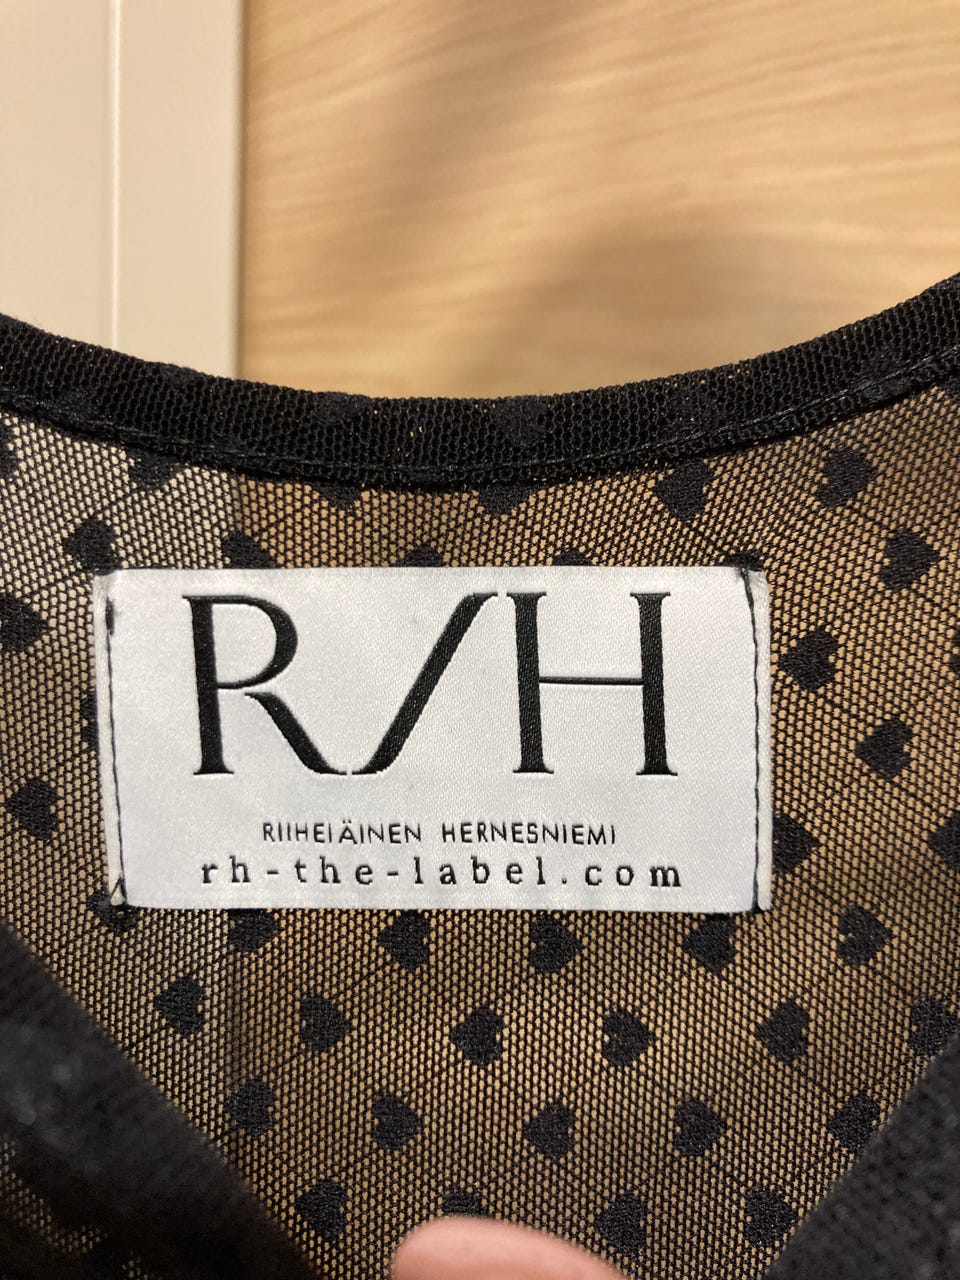 R/H
RIIHELÄINEN HERNESNIEMI
rh-the-label.com